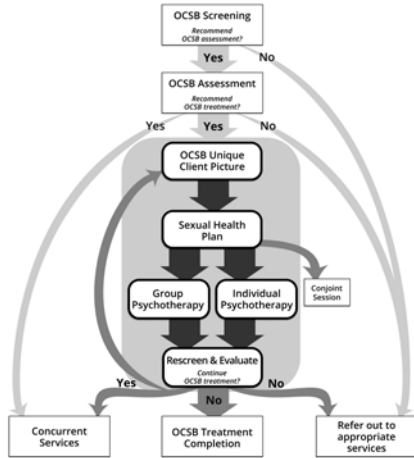 OCSB Screening
Recommend
OCSB assessment?
Yes
No
OCSB Assessment
Recommend
OCSB treatment?
Yes
Yes
No
OCSB Unique
Client Picture
Sexual Health
Plan
Group
Psychotherapy
Individual
Psychotherapy
Conjoint
Session
Rescreen & Evaluate
Continue
OCSB treatment?
Yes
No
No
Concurrent
Services
OCSB Treatment
Completion
Refer out to
appropriate
services